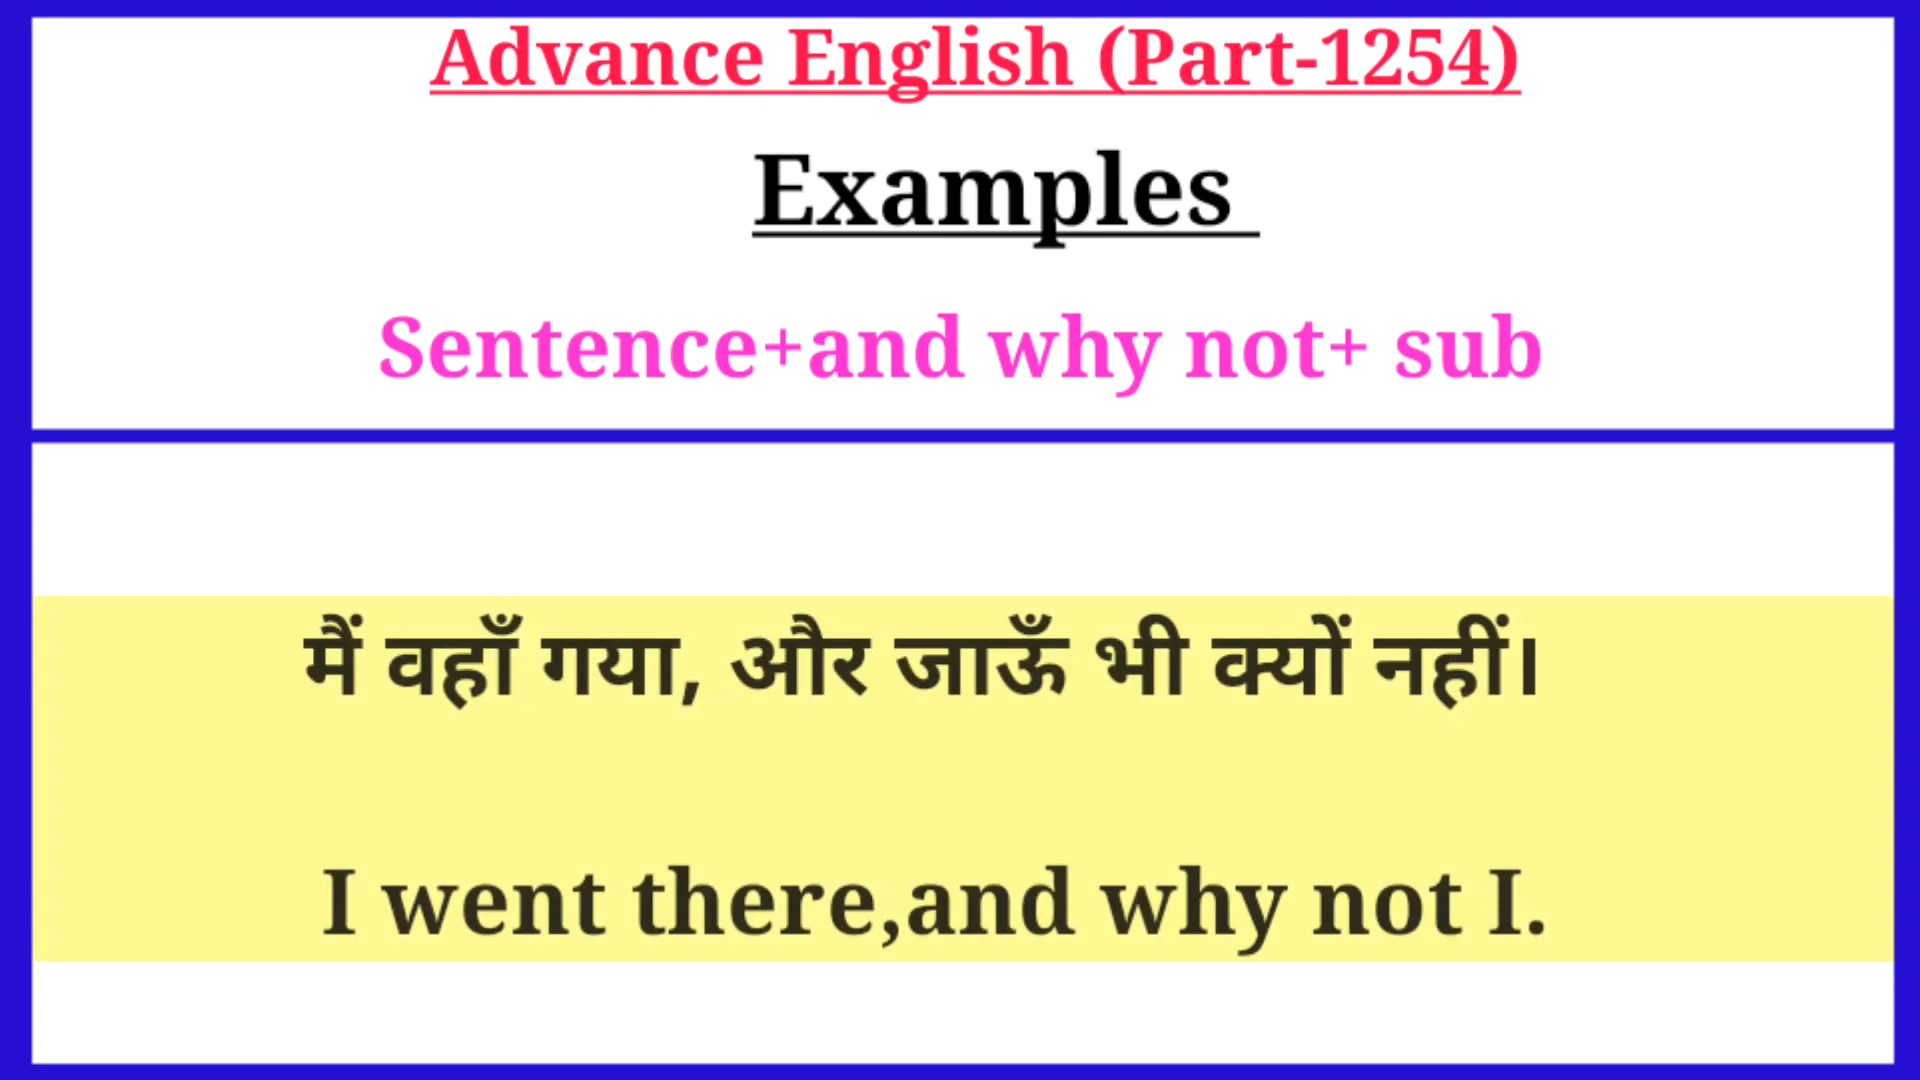 Advance English (Part-1254)
Examples
Sentence+and why not+ sub
मैं वहाँ गया, और जाऊँ भी क्यों नहीं।
I went there,and why not I.